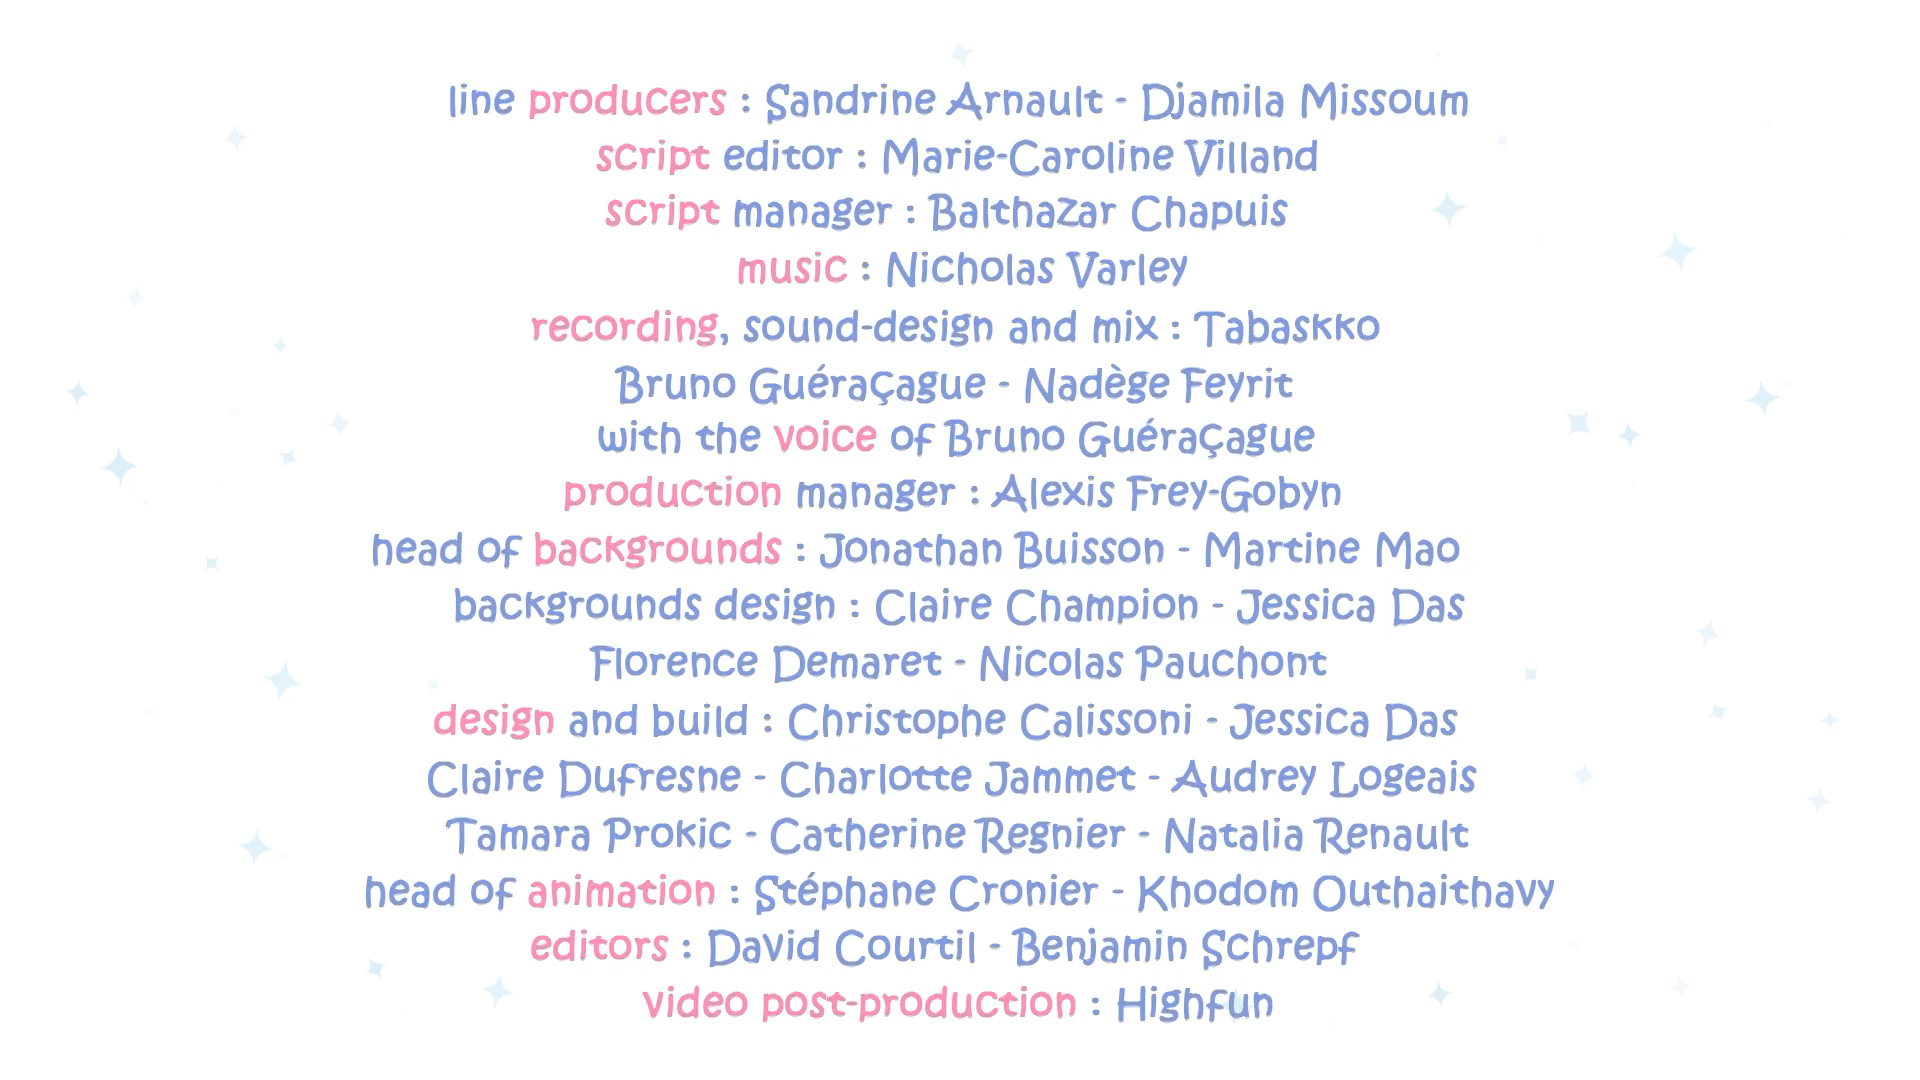 line producers : Sandrine Arnault - Djamila Missoum
script editor : Marie-Caroline Villand
script manager : Balthazar Chapuis
music : Nicholas Varley
recording, sound-design and mix : Tabaskko
Bruno Guéraçague - Nadège Feyrit
with the voice of Bruno Guéraçague
production manager : Alexis Frey-Gobyn
head of backgrounds : Jonathan Buisson - Martine Mao
backgrounds design : Claire Champion - Jessica Das
Florence Demaret - Nicolas Pauchont
design and build : Christophe Calissoni - Jessica Das
Claire Dufresne - Charlotte Jammet - Audrey Logeais
Tamara Prokic - Catherine Regnier - Natalia Renault
head of animation : Stéphane Cronier - Khodom Outhaithavy
editors : David Courtil - Benjamin Schrepf
video post-production : Highfun